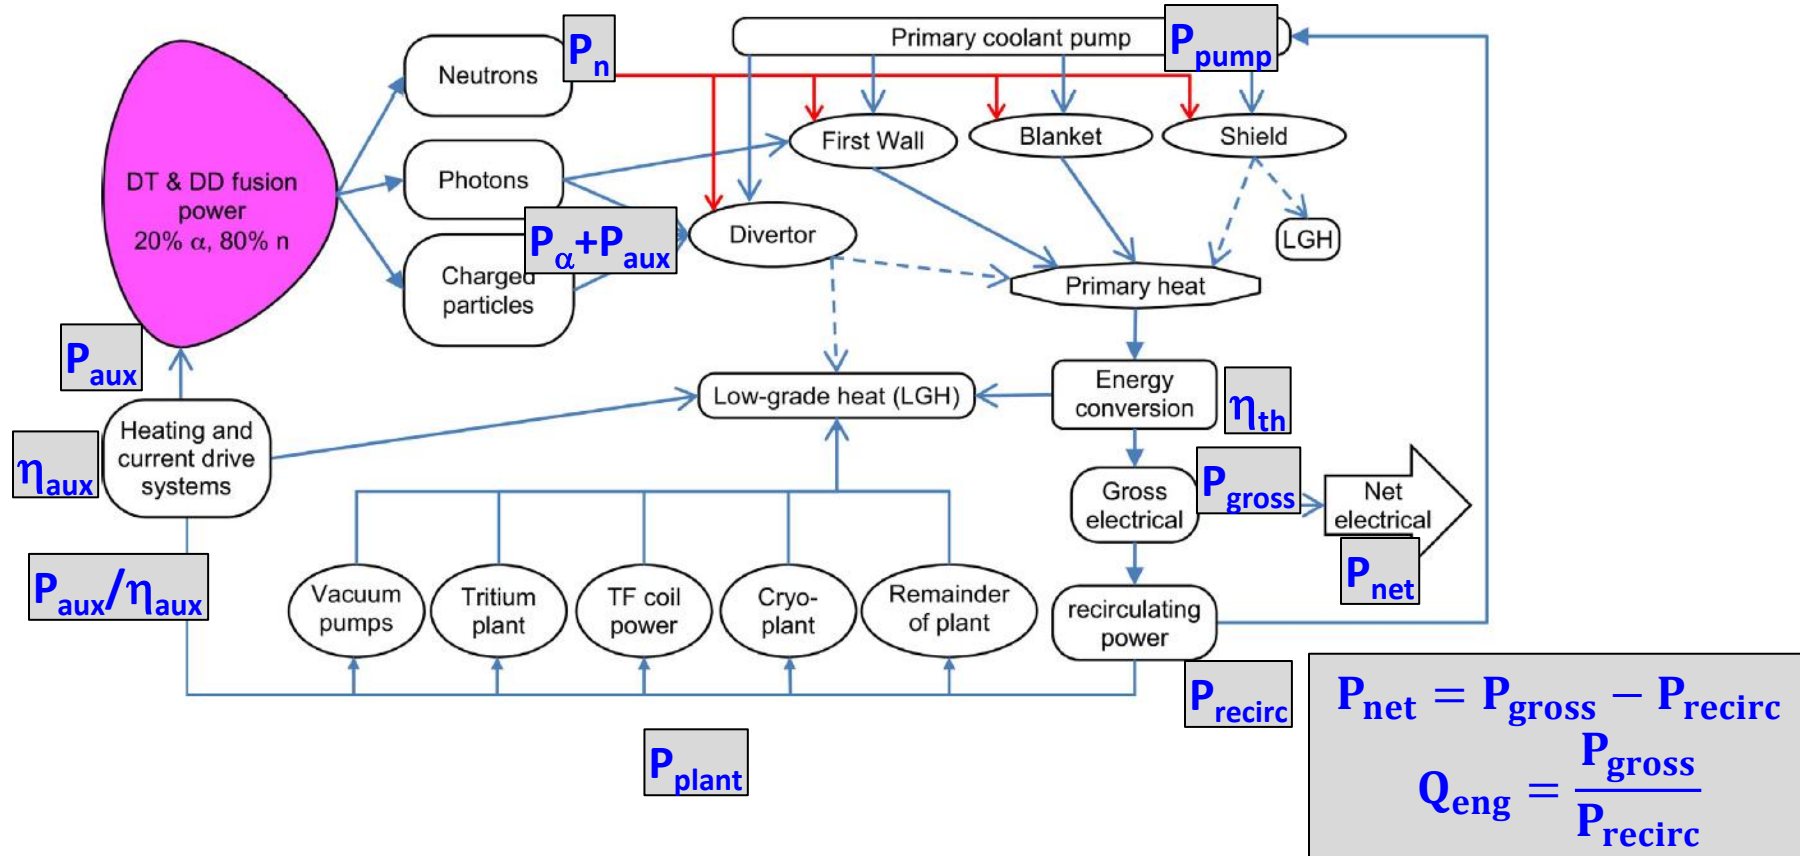 Neutrons
P_n
Primary coolant pump
P_pump
Photons
First Wall
Blanket
Shield
DT & DD fusion
power
20% α, 80% n
P_α+P_aux
Divertor
LGH
Charged
particles
Primary heat
P_aux
Low-grade heat (LGH)
Energy
conversion
η_th
Heating and
current drive
systems
η_aux
Gross
electrical
P_gross
Net
electrical
P_net
P_aux/η_aux
Vacuum
pumps
Tritium
plant
TF coil
power
Cryo-
plant
Remainder
of plant
recirculating
power
P_recirc
P_plant
P_net = P_gross − P_recirc
Q_eng = P_gross / P_recirc